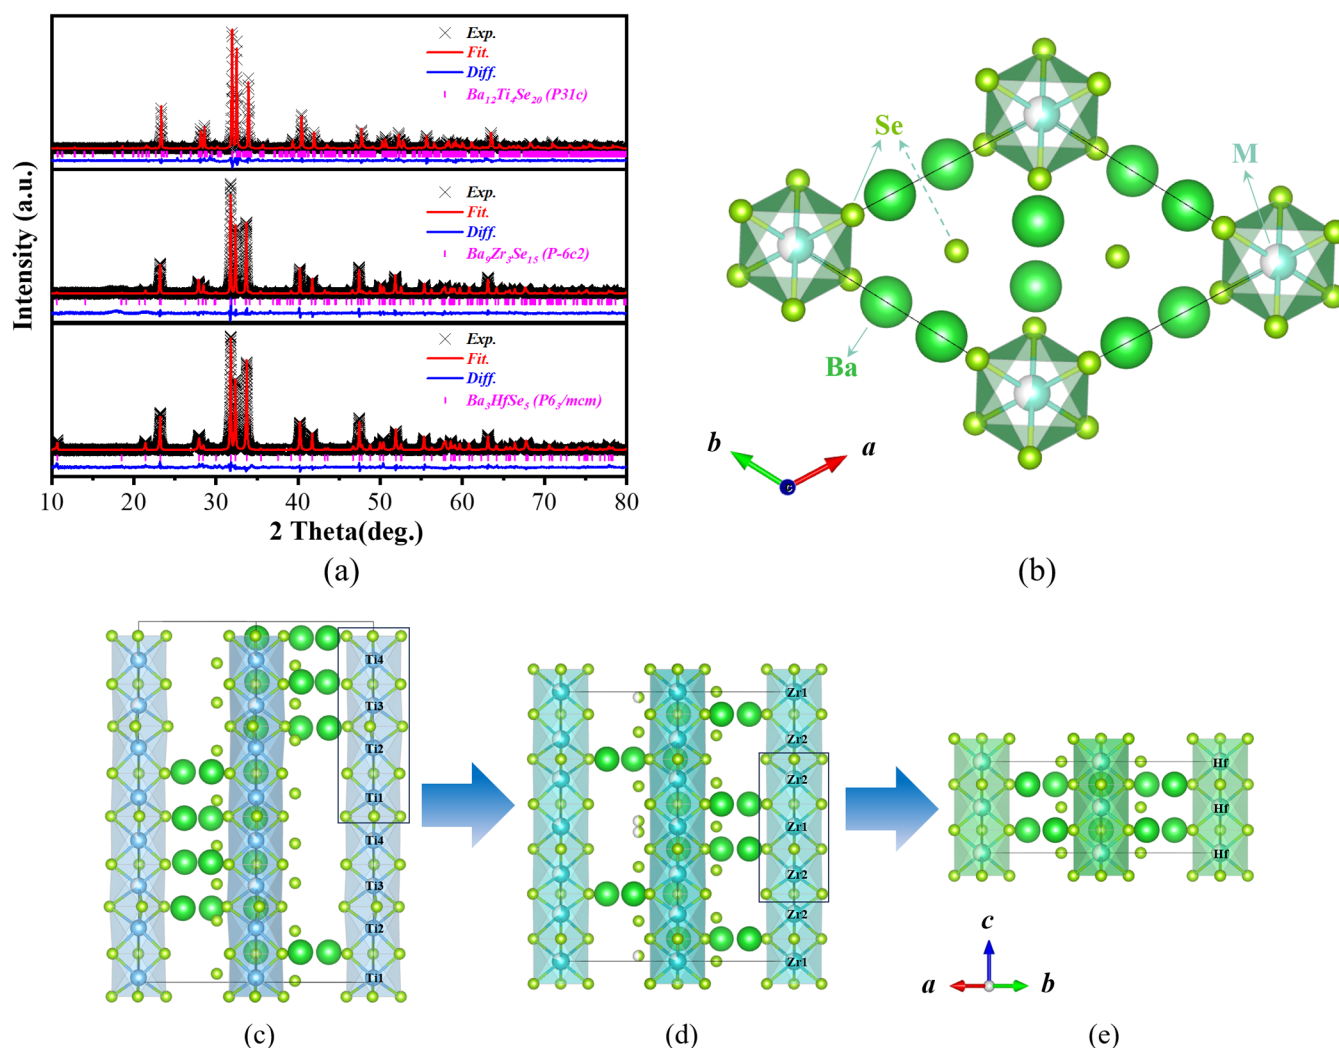 Exp.
Fit.
Diff.
Ba12Ti4Se20 (P31c)
Exp.
Fit.
Diff.
Ba9Zr3Se15 (P-6c2)
Exp.
Fit.
Diff.
Ba3HfSe5 (P63/mcm)
Intensity (a.u.)
10 20 30 40 50 60 70 80
2 Theta(deg.)
(a)
Se
M
Ba
b
a
c
(b)
Ti4
Ti3
Ti2
Ti1
Ti4
Ti3
Ti2
Ti1
(c)
Zr1
Zr2
Zr2
Zr1
Zr2
Zr2
Zr1
(d)
Hf
Hf
Hf
c
a
b
(e)